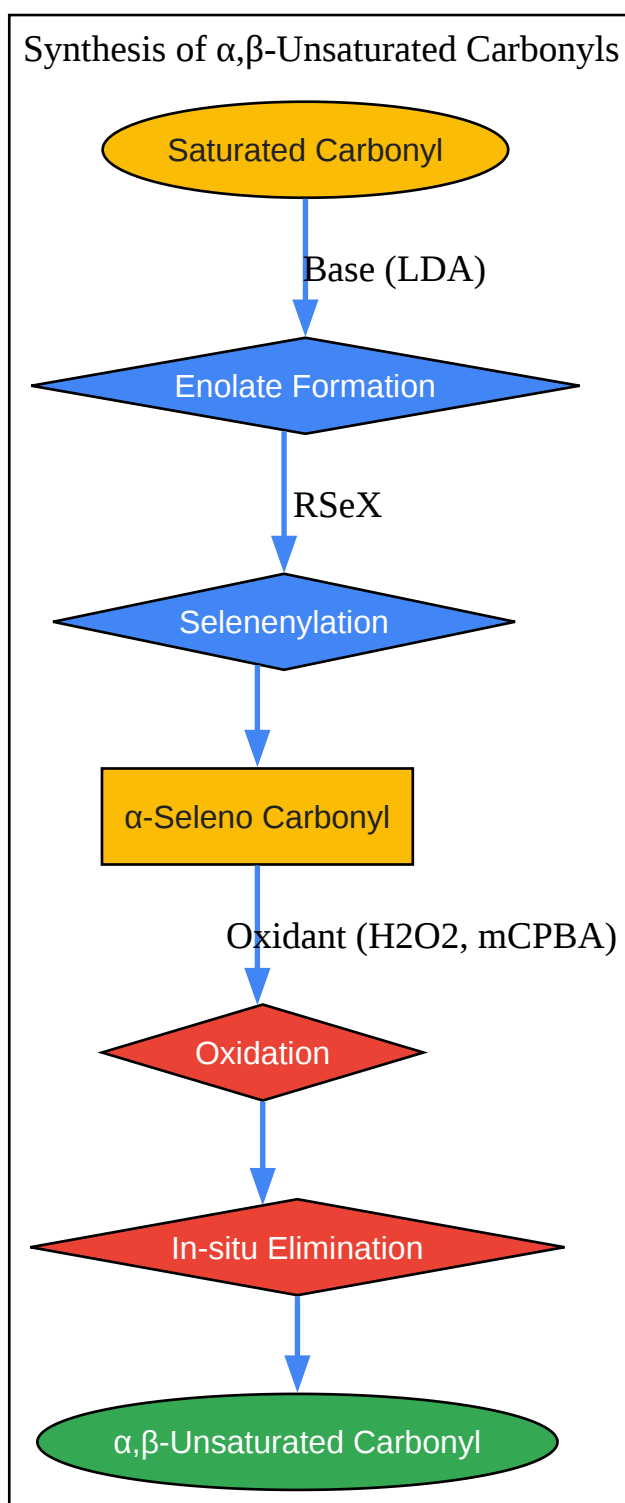 Synthesis of α,β-Unsaturated Carbonyls
Saturated Carbonyl
Base (LDA)
Enolate Formation
RSeX
Selenenylation
α-Seleno Carbonyl
Oxidant (H2O2, mCPBA)
Oxidation
In-situ Elimination
α,β-Unsaturated Carbonyl